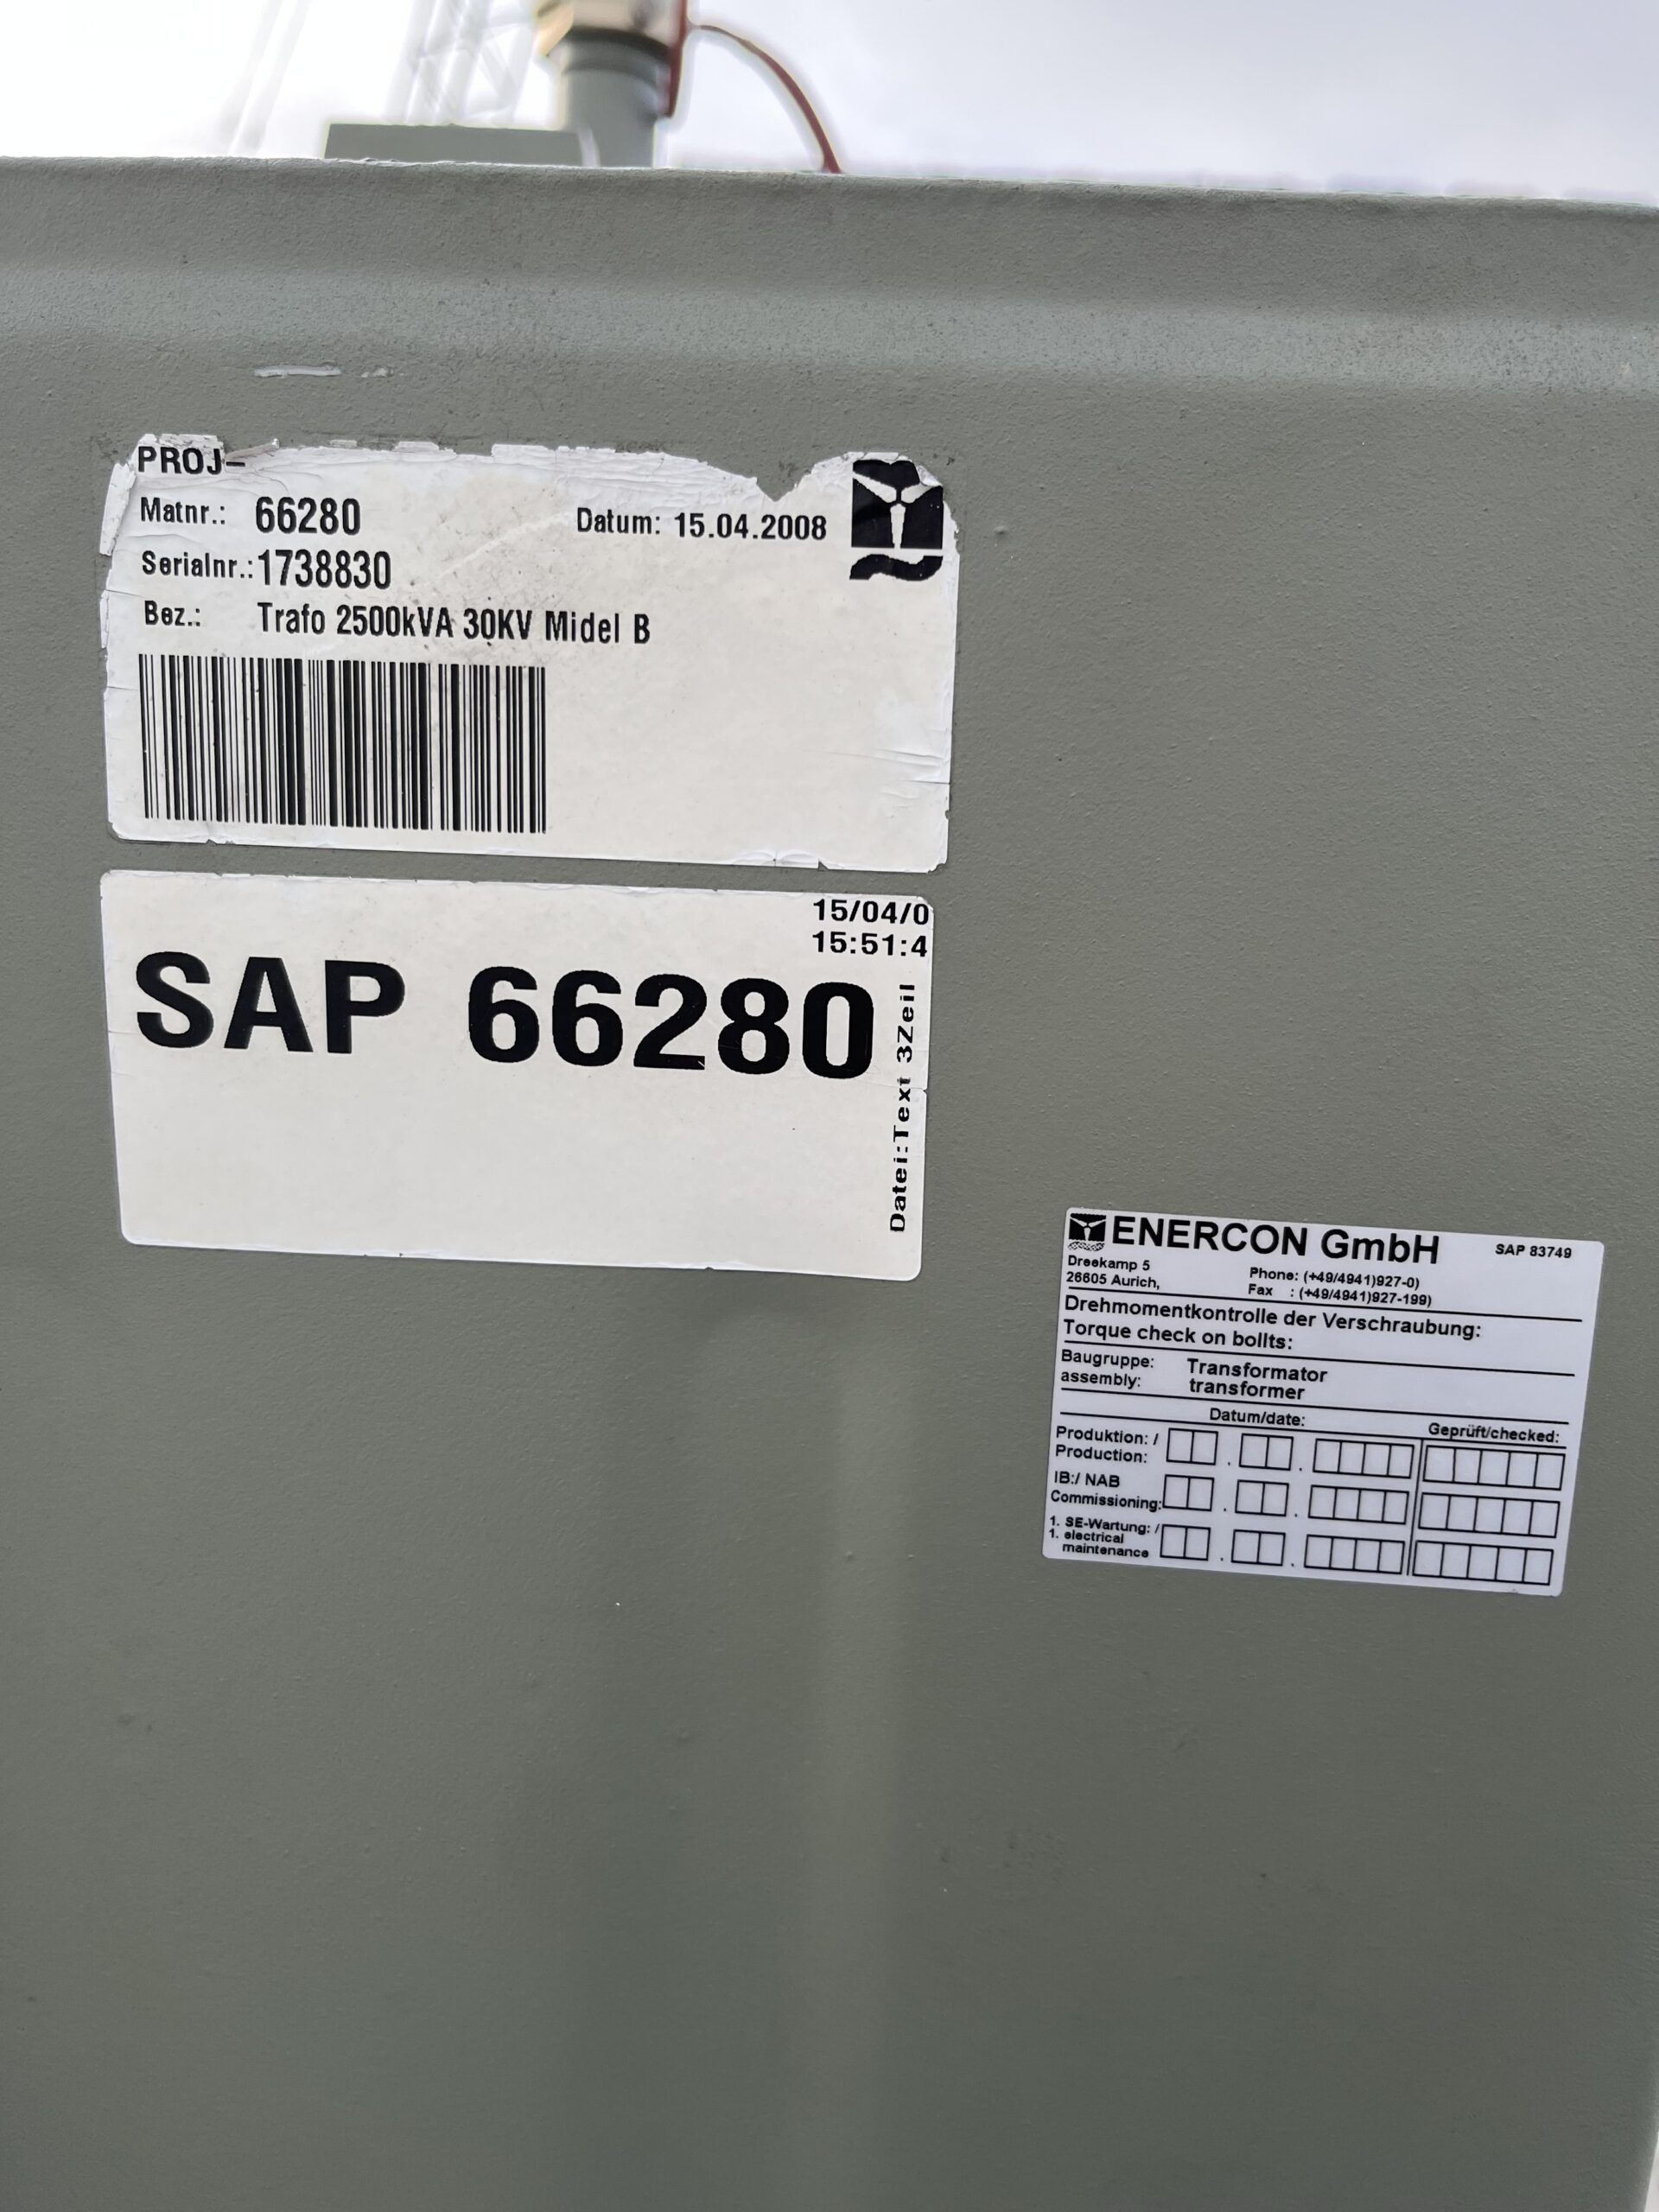 PROJ-
Matnr.: 66280 Datum: 15.04.2008
Serialnr.: 1738830
Bez.: Trafo 2500kVA 30KV Midel B
15/04/0
15:51:4
SAP 66280
Datei:Text 3Zeil
ENERCON GmbH SAP 83749
Dreekamp 5
26605 Aurich,
Phone: (+49/4941)927-0)
Fax : (+49/4941)927-199)
Drehmomentkontrolle der Verschraubung:
Torque check on bollts:
Baugruppe: Transformator
assembly: transformer
Datum/date: Geprüft/checked:
Produktion: /
Production:
IB:/ NAB
Commissioning:
1. SE-Wartung: /
1. electrical
maintenance